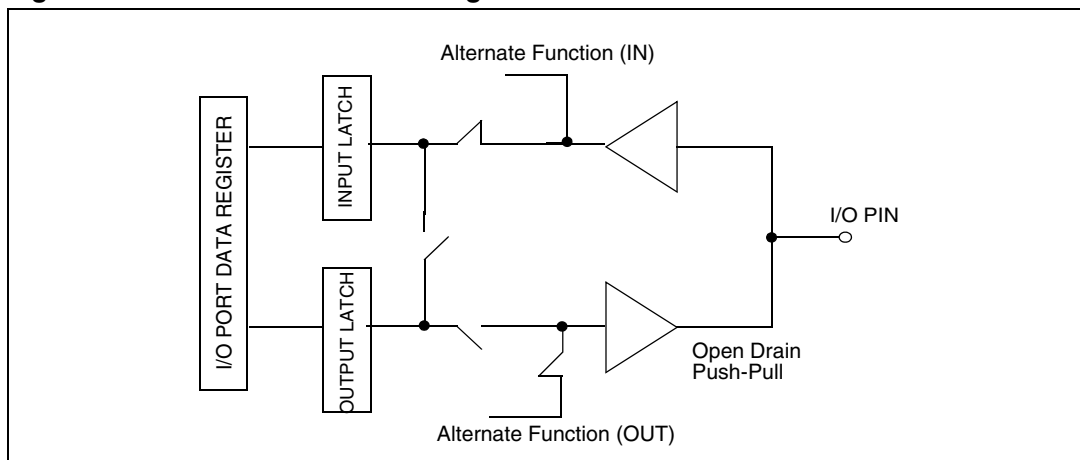 Alternate Function (IN)
I/O PORT DATA REGISTER
INPUT LATCH
I/O PIN
OUTPUT LATCH
Open Drain
Push-Pull
Alternate Function (OUT)